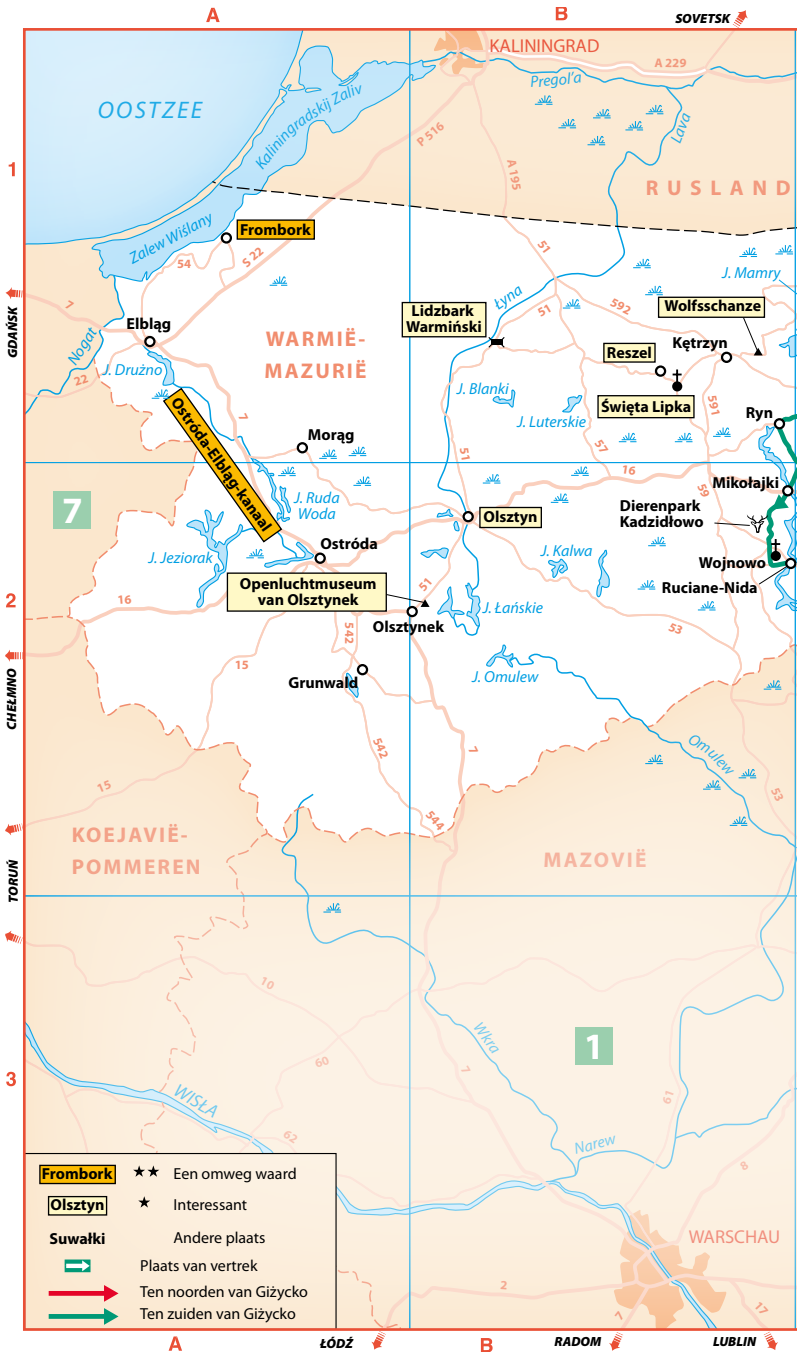 A
B
SOVETSK
KALININGRAD
A 229
OOSTZEE
Kaliningradskij Zaliv
Pregol'a
Lava
P 516
1
A 195
RUSLAND
Zalew Wiślany
Frombork
54
S 22
51
J. Mamry
GDAŃSK
7
Łyna
592
Wolfsschanze
Elbląg
Lidzbark
Warmiński
51
Nogat
WARMIË-
MAZURIË
Reszel
Kętrzyn
J. Drużno
22
J. Blanki
Święta Lipka
591
J. Luterskie
Ryn
Ostróda-Elbląg-kanaal
7
Morąg
51
57
16
7
J. Ruda
Woda
59
Mikołajki
Olsztyn
Dierenpark
Kadzidłowo
J. Jeziorak
Ostróda
J. Kalwa
Wojnowo
Openluchtmuseum
van Olsztynek
51
Ruciane-Nida
2
16
J. Łańskie
Olsztynek
542
53
15
CHEŁMNO
Grunwald
J. Omulew
542
7
Omulew
15
53
544
KOEJAVIË-
POMMEREN
MAZOVIË
TORUŃ
10
Wkra
1
3
60
7
61
WISŁA
62
Narew
8
Frombork
★★
Een omweg waard
Olsztyn
★
Interessant
WARSCHAU
Suwałki
Andere plaats
Plaats van vertrek
Ten noorden van Giżycko
2
Ten zuiden van Giżycko
7
17
A
ŁÓDŹ
B
RADOM
LUBLIN